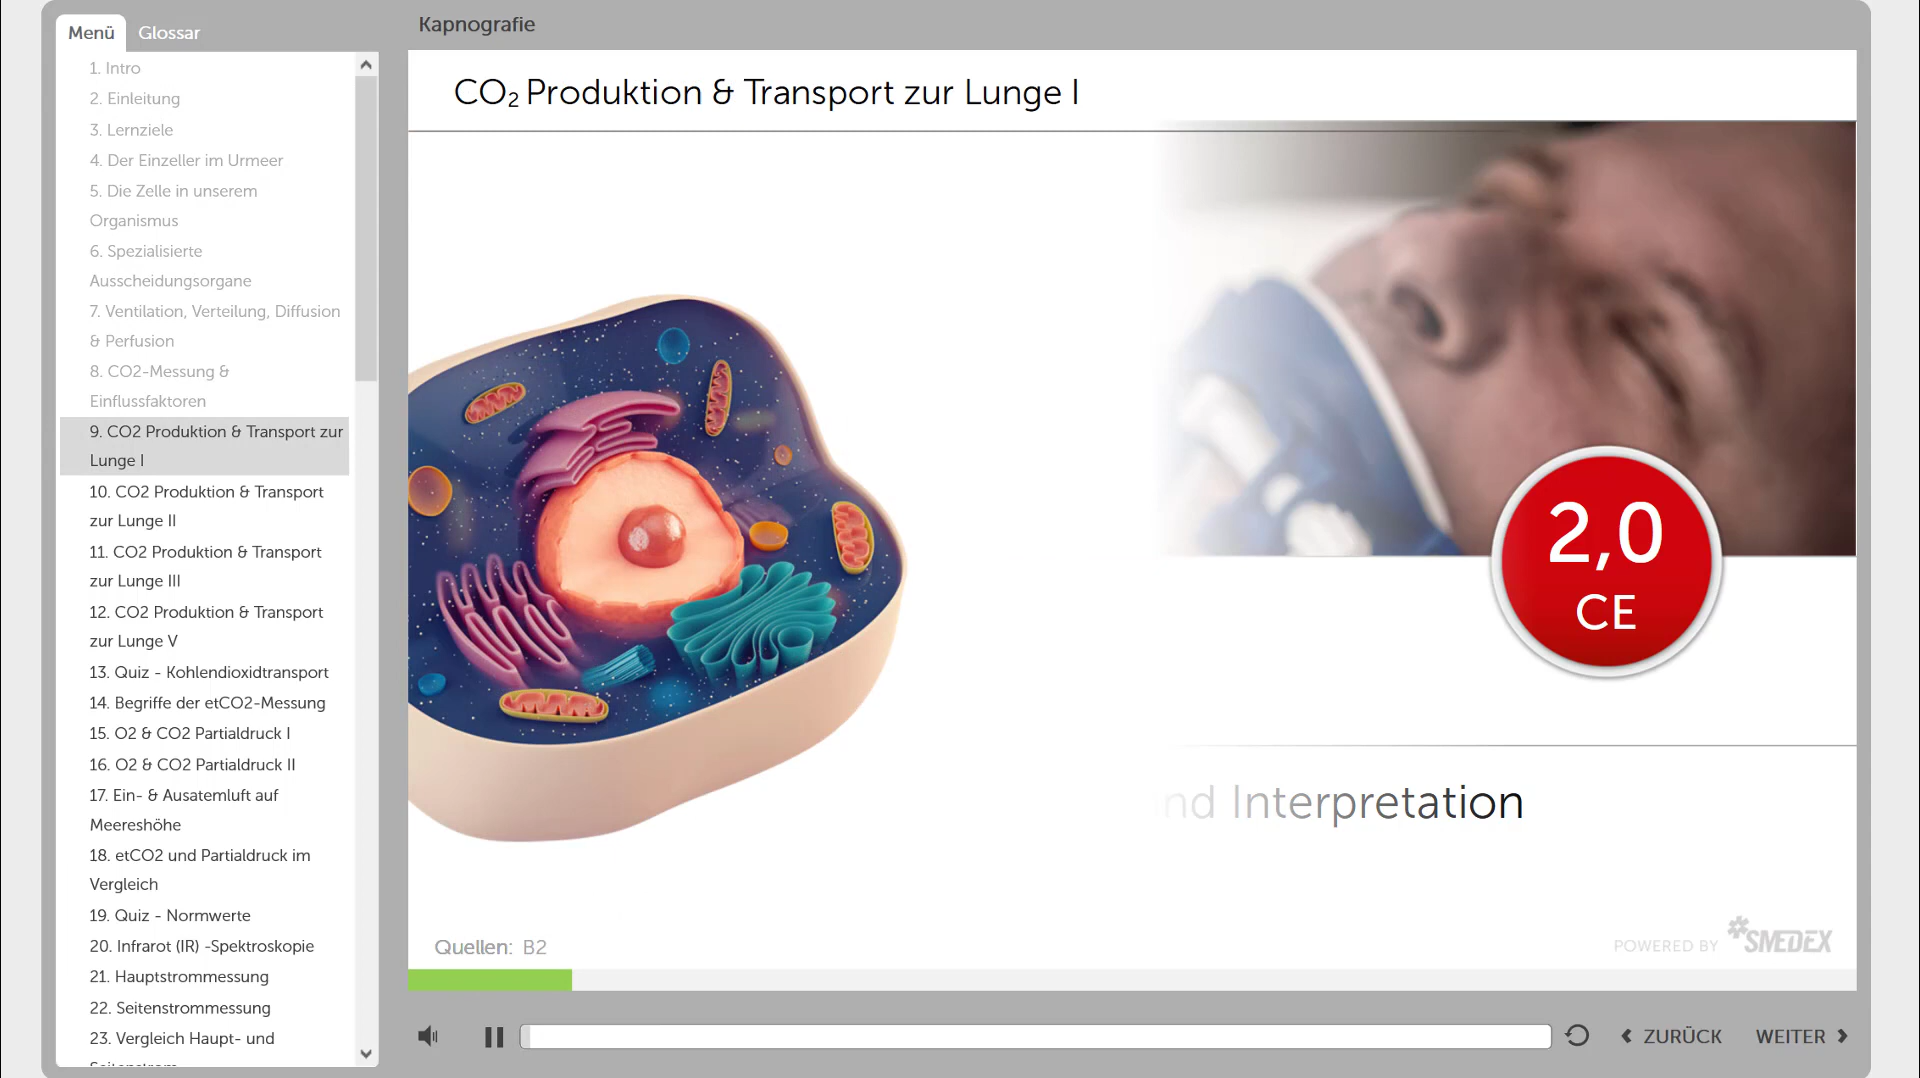 Menü
Glossar
1. Intro
2. Einleitung
3. Lernziele
4. Der Einzeller im Urmeer
5. Die Zelle in unserem
Organismus
6. Spezialisierte
Ausscheidungsorgane
7. Ventilation, Verteilung, Diffusion
& Perfusion
8. CO2-Messung &
Einflussfaktoren
9. CO2 Produktion & Transport zur
Lunge I
10. CO2 Produktion & Transport
zur Lunge II
11. CO2 Produktion & Transport
zur Lunge III
12. CO2 Produktion & Transport
zur Lunge V
13. Quiz - Kohlendioxidtransport
14. Begriffe der etCO2-Messung
15. O2 & CO2 Partialdruck I
16. O2 & CO2 Partialdruck II
17. Ein- & Ausatemluft auf
Meereshöhe
18. etCO2 und Partialdruck im
Vergleich
19. Quiz - Normwerte
20. Infrarot (IR) -Spektroskopie
21. Hauptstrommessung
22. Seitenstrommessung
23. Vergleich Haupt- und
Kapnografie
CO₂ Produktion & Transport zur Lunge I
2,0
CE
nd Interpretation
Quellen: B2
POWERED BY SMEDEX
ZURÜCK
WEITER